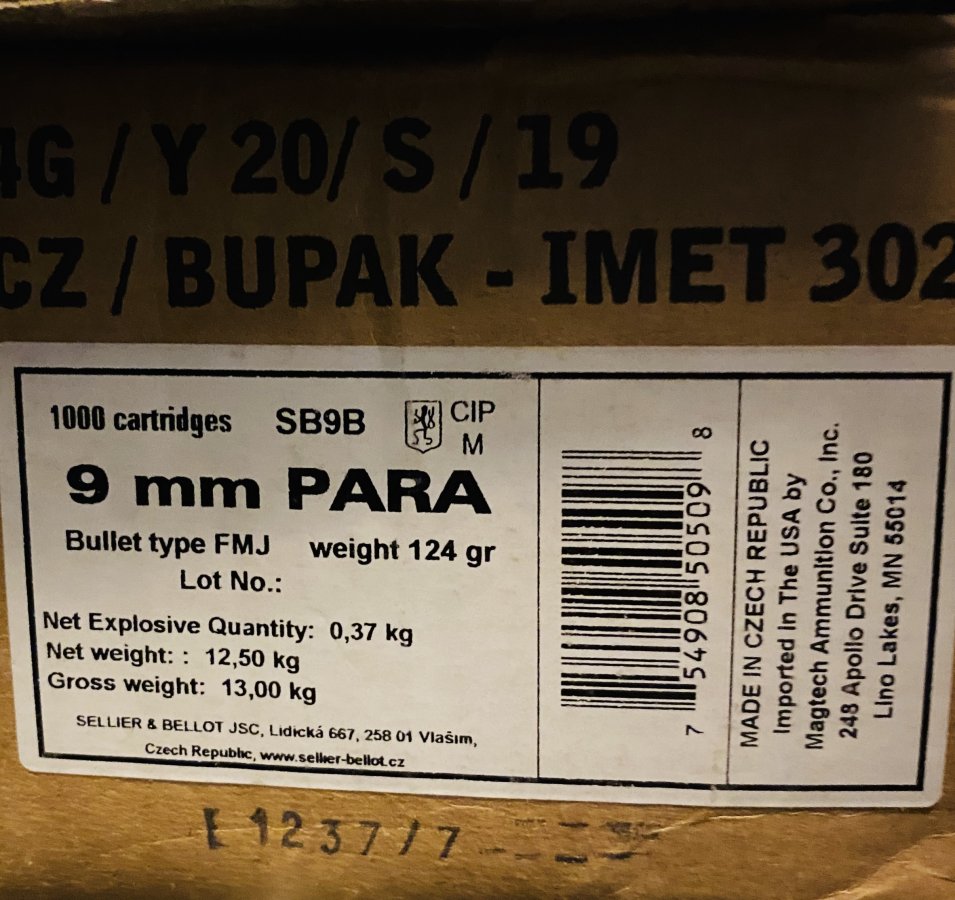 4G / Y 20/ S / 19
CZ / BUPAK - IMET 302
1000 cartridges SB9B CIP
M
9 mm PARA
Bullet type FMJ weight 124 gr
Lot No.:
Net Explosive Quantity: 0,37 kg
Net weight: : 12,50 kg
Gross weight: 13,00 kg
SELLIER & BELLOT JSC, Lidická 667, 258 01 Vlašim,
Czech Republic, www.sellier-bellot.cz
7 54908 50509 8
MADE IN CZECH REPUBLIC
Imported In The USA by
Magtech Ammunition Co., Inc.
248 Apollo Drive Suite 180
Lino Lakes, MN 55014
1237/7